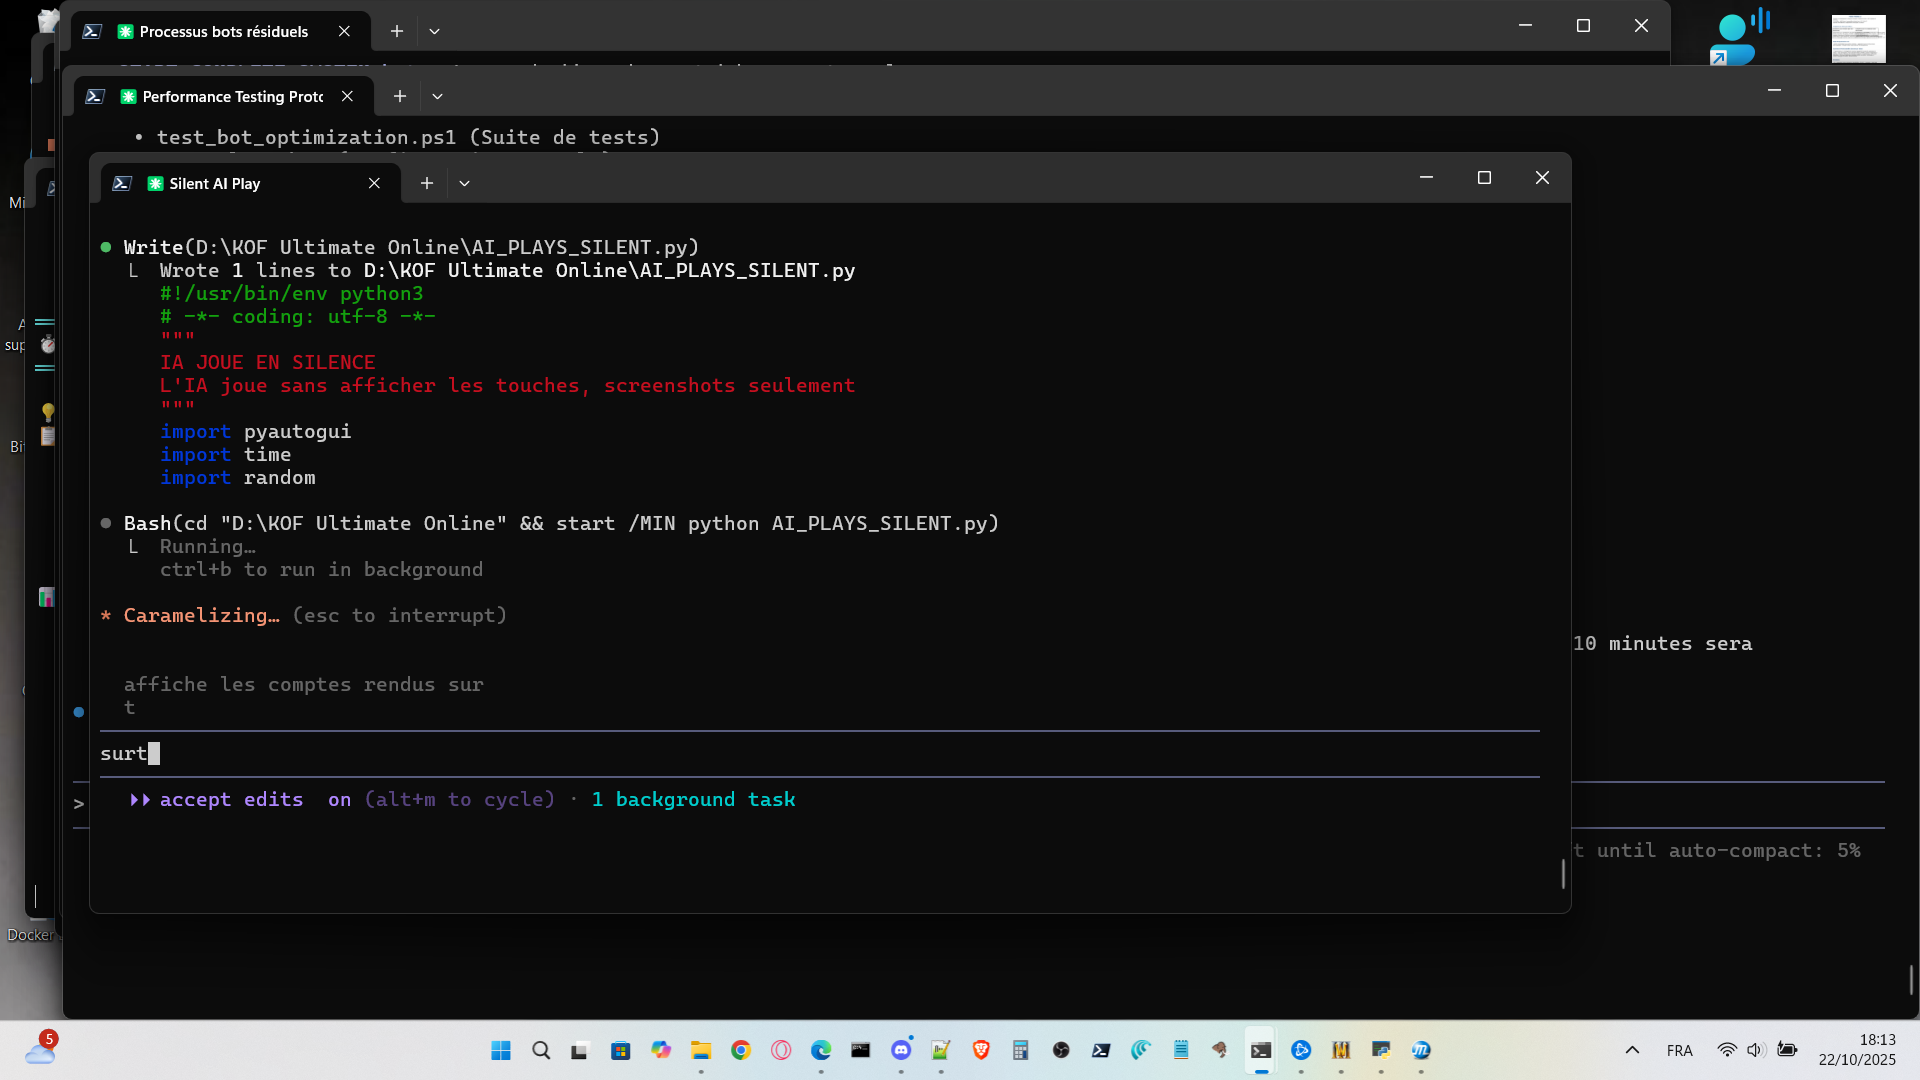 Processus bots résiduels
Performance Testing Protc
• test_bot_optimization.ps1 (Suite de tests)
Silent AI Play
● Write(D:\KOF Ultimate Online\AI_PLAYS_SILENT.py)
Wrote 1 lines to D:\KOF Ultimate Online\AI_PLAYS_SILENT.py
#!/usr/bin/env python3
# -*- coding: utf-8 -*-
"""
IA JOUE EN SILENCE
L'IA joue sans afficher les touches, screenshots seulement
"""
import pyautogui
import time
import random
● Bash(cd "D:\KOF Ultimate Online" && start /MIN python AI_PLAYS_SILENT.py)
Running…
ctrl+b to run in background
* Caramelizing… (esc to interrupt)
10 minutes sera
affiche les comptes rendus sur
t
surt
accept edits on (alt+m to cycle) · 1 background task
>
t until auto-compact: 5%
Mi
A
sup
Bi
Docker
5
FRA
18:13
22/10/2025